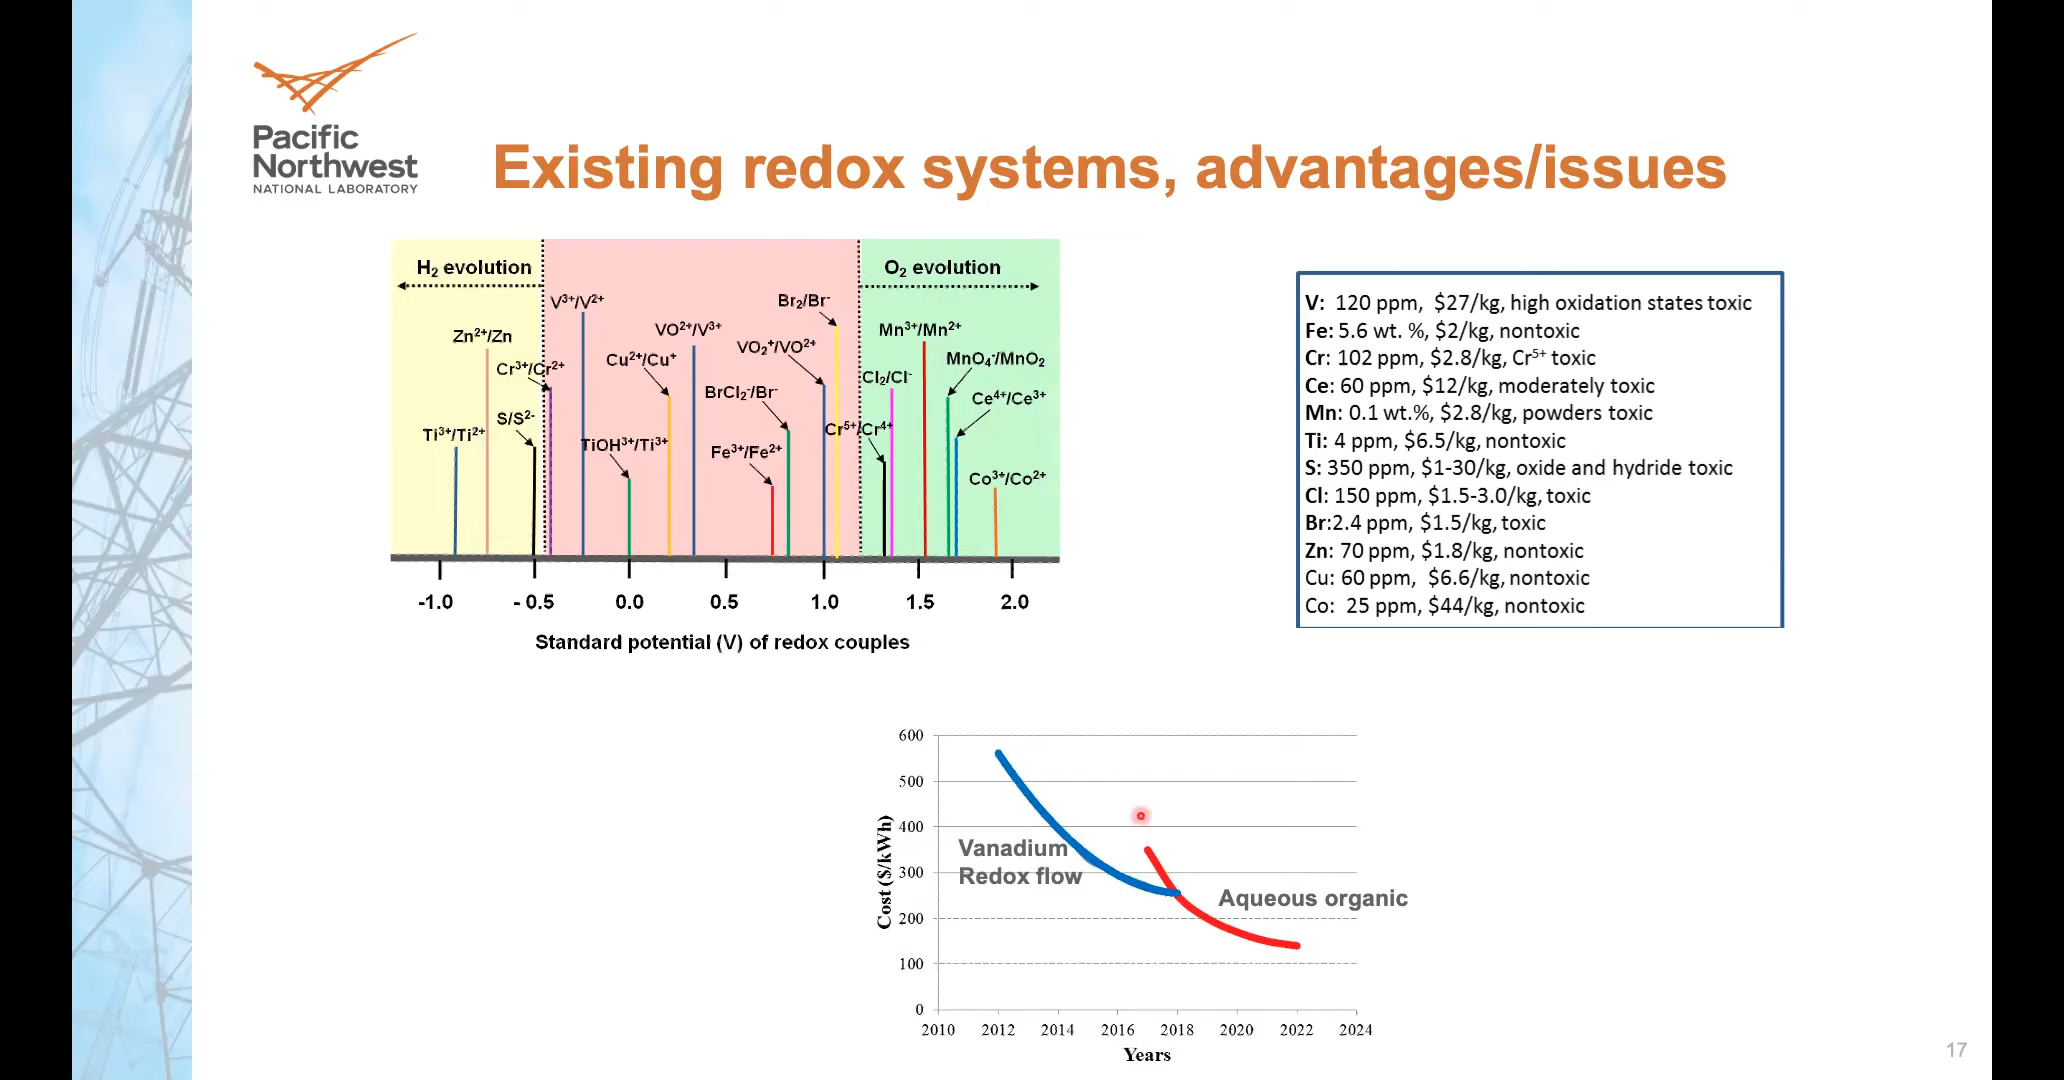 Pacific
Northwest
NATIONAL LABORATORY
Existing redox systems, advantages/issues
H₂ evolution
O₂ evolution
V³⁺/V²⁺
Br₂/Br⁻
Zn²⁺/Zn
VO²⁺/V³⁺
Mn³⁺/Mn²⁺
VO₂⁺/VO²⁺
Cr³⁺/Cr²⁺
Cu²⁺/Cu⁺
MnO₄⁻/MnO₂
Cl₂/Cl⁻
BrCl₂⁻/Br⁻
Ce⁴⁺/Ce³⁺
S/S²⁻
Ti³⁺/Ti²⁺
Cr⁵⁺/Cr⁴⁺
TiOH³⁺/Ti³⁺
Fe³⁺/Fe²⁺
Co³⁺/Co²⁺
-1.0 - 0.5 0.0 0.5 1.0 1.5 2.0
Standard potential (V) of redox couples
V: 120 ppm, $27/kg, high oxidation states toxic
Fe: 5.6 wt. %, $2/kg, nontoxic
Cr: 102 ppm, $2.8/kg, Cr⁵⁺ toxic
Ce: 60 ppm, $12/kg, moderately toxic
Mn: 0.1 wt.%, $2.8/kg, powders toxic
Ti: 4 ppm, $6.5/kg, nontoxic
S: 350 ppm, $1-30/kg, oxide and hydride toxic
Cl: 150 ppm, $1.5-3.0/kg, toxic
Br:2.4 ppm, $1.5/kg, toxic
Zn: 70 ppm, $1.8/kg, nontoxic
Cu: 60 ppm, $6.6/kg, nontoxic
Co: 25 ppm, $44/kg, nontoxic
600
500
400
300
200
100
0
Cost ($/kWh)
Vanadium
Redox flow
Aqueous organic
2010 2012 2014 2016 2018 2020 2022 2024
Years
17